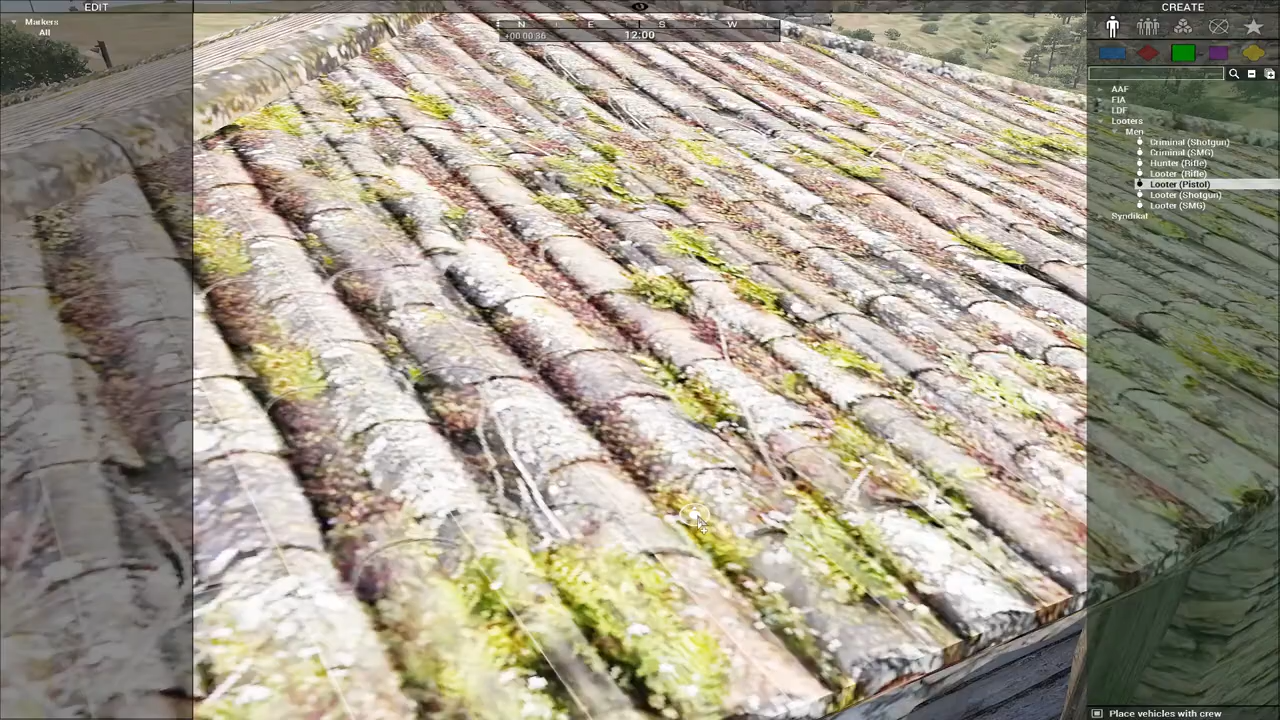 EDIT
Markers
All
N E S W
+00 00 36
12:00
CREATE
AAF
FIA
LDF
Looters
Men
Criminal (Shotgun)
Criminal (SMG)
Hunter (Rifle)
Looter (Rifle)
Looter (Pistol)
Looter (Shotgun)
Looter (SMG)
Syndikat
Place vehicles with crew